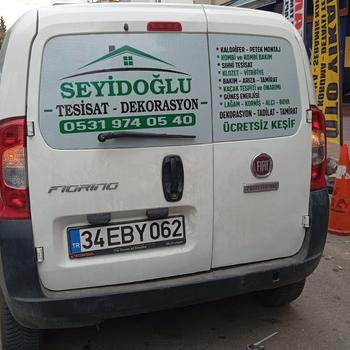 SEYİDOĞLU
- TESİSAT - DEKORASYON -
0531 974 05 40
* KALORİFER - PETEK MONTAJ
* KOMBİ ve KOMBİ BAKIM
* SIHHİ TESİSAT
* KLOZET - VİTRİFİYE
* BAKIM - ARIZA - TAMİRAT
* KAÇAK TESPİTİ ve ONARIMI
* GÜNEŞ ENERJİSİ
* LAĞAM - KORNİŞ - ALÇI - BOYA
DEKORASYON - TADİLAT - TAMİRAT
ÜCRETSİZ KEŞİF
FIORINO
FIAT
TR
34 EBY 062